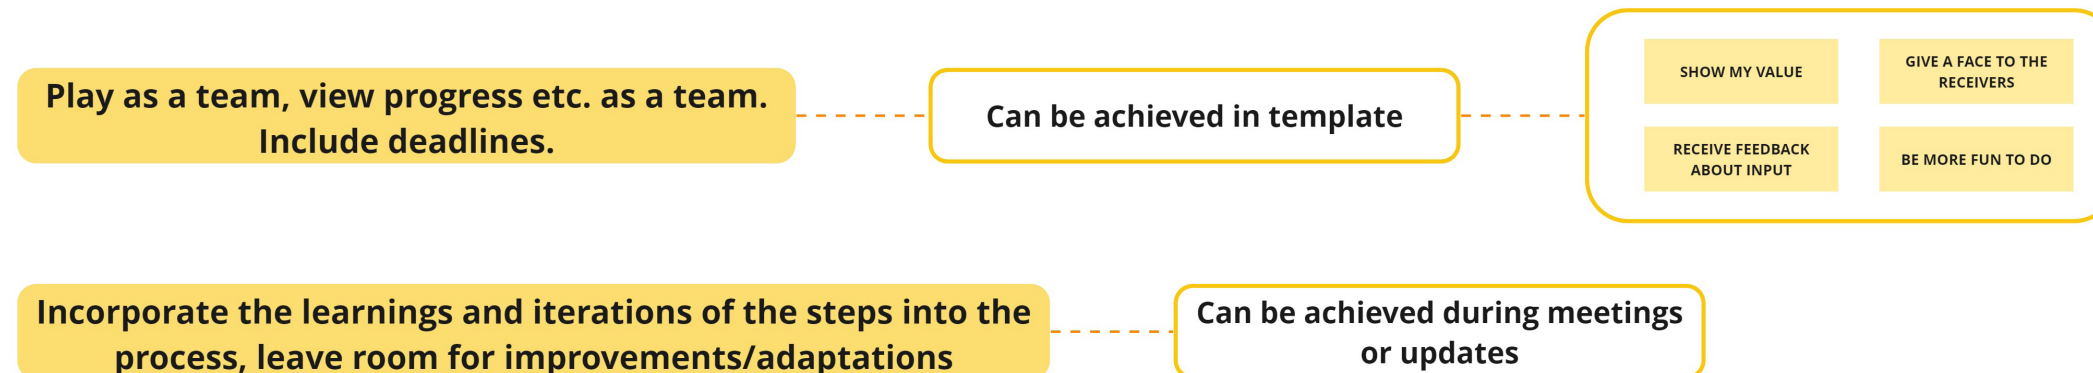 Play as a team, view progress etc. as a team.
Include deadlines.
Can be achieved in template
SHOW MY VALUE
GIVE A FACE TO THE
RECEIVERS
RECEIVE FEEDBACK
ABOUT INPUT
BE MORE FUN TO DO
Incorporate the learnings and iterations of the steps into the
process, leave room for improvements/adaptations
Can be achieved during meetings
or updates